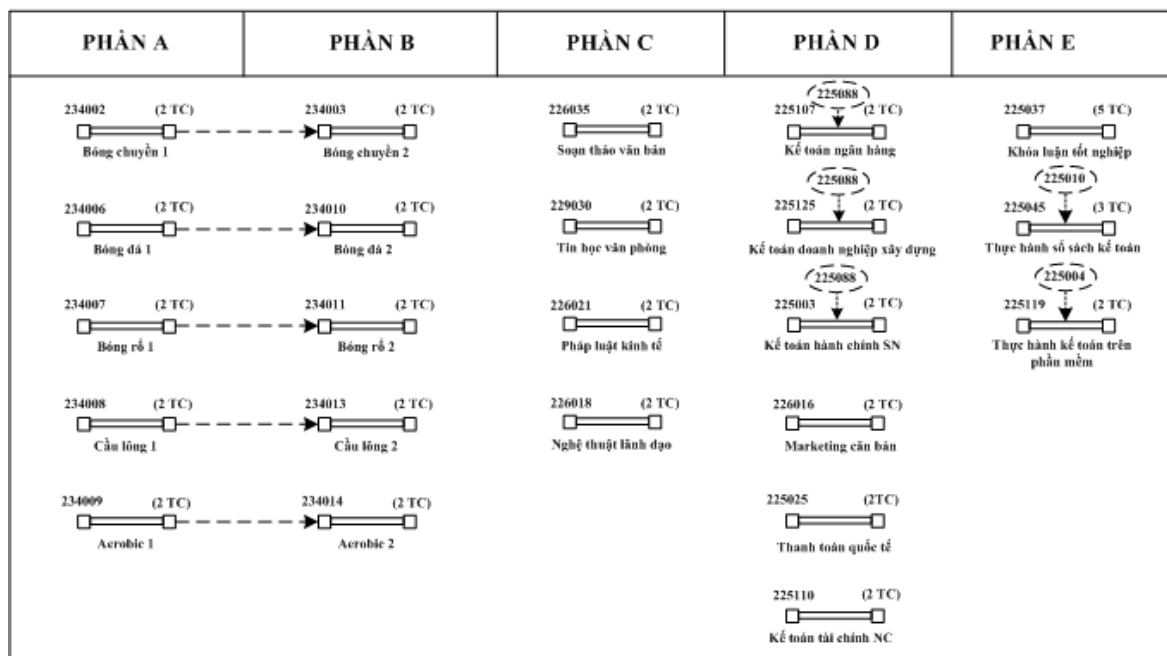 PHẦN A PHẦN B PHẦN C PHẦN D PHẦN E
225088
234002 (2 TC) 234003 (2 TC) 226035 (2 TC) 225107 (2 TC) 225037 (5 TC)
Bóng chuyền 1 Bóng chuyền 2 Soạn thảo văn bản Kế toán ngân hàng Khóa luận tốt nghiệp
225088 225010
234006 (2 TC) 234010 (2 TC) 229030 (2 TC) 225125 (2 TC) 225045 (3 TC)
Bóng đá 1 Bóng đá 2 Tin học văn phòng Kế toán doanh nghiệp xây dựng Thực hành sổ sách kế toán
225088 225004
234007 (2 TC) 234011 (2 TC) 226021 (2 TC) 225003 (2 TC) 225119 (2 TC)
Bóng rổ 1 Bóng rổ 2 Pháp luật kinh tế Kế toán hành chính SN Thực hành kế toán trên
phần mềm
234008 (2 TC) 234013 (2 TC) 226018 (2 TC) 226016 (2 TC)
Cầu lông 1 Cầu lông 2 Nghệ thuật lãnh đạo Marketing căn bản
234009 (2 TC) 234014 (2 TC) 225025 (2TC)
Aerobic 1 Aerobic 2 Thanh toán quốc tế
225110 (2 TC)
Kế toán tài chính NC